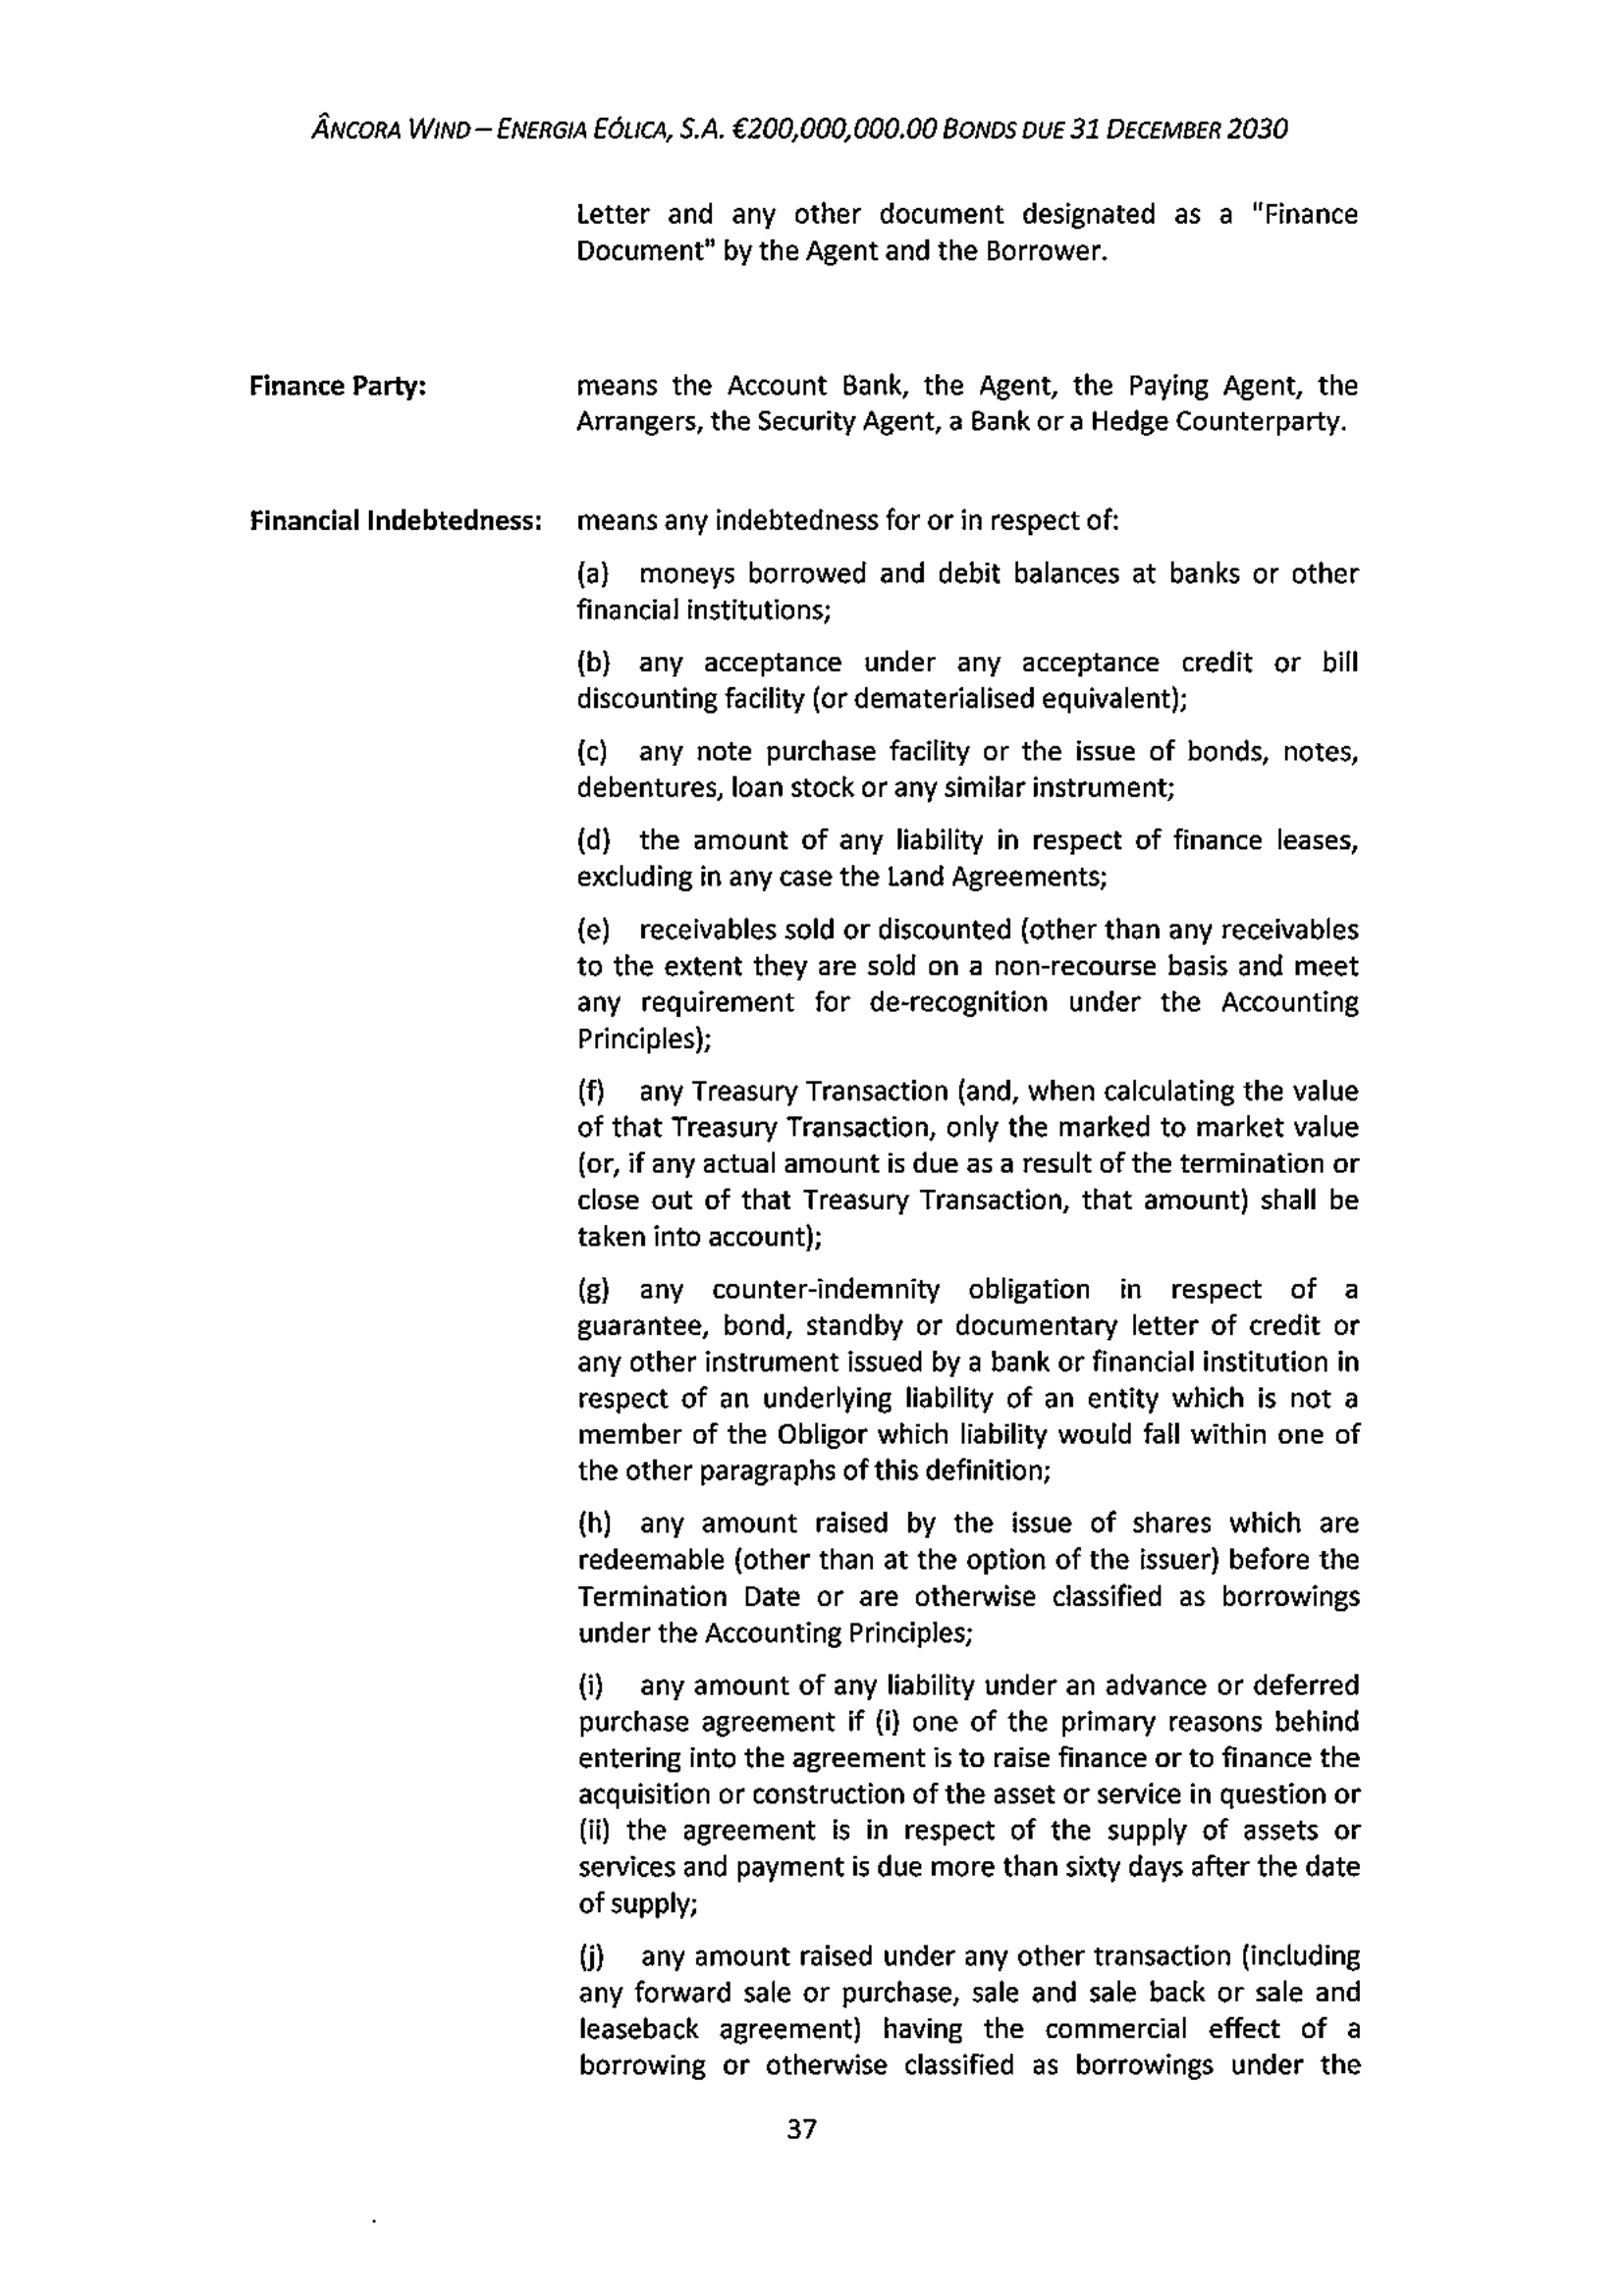 ÂNCORA WIND – ENERGIA EÓLICA, S.A. €200,000,000.00 BONDS DUE 31 DECEMBER 2030
Letter and any other document designated as a "Finance
Document" by the Agent and the Borrower.
Finance Party:
means the Account Bank, the Agent, the Paying Agent, the
Arrangers, the Security Agent, a Bank or a Hedge Counterparty.
Financial Indebtedness:
means any indebtedness for or in respect of:
(a) moneys borrowed and debit balances at banks or other
financial institutions;
(b) any acceptance under any acceptance credit or bill
discounting facility (or dematerialised equivalent);
(c) any note purchase facility or the issue of bonds, notes,
debentures, loan stock or any similar instrument;
(d) the amount of any liability in respect of finance leases,
excluding in any case the Land Agreements;
(e) receivables sold or discounted (other than any receivables
to the extent they are sold on a non-recourse basis and meet
any requirement for de-recognition under the Accounting
Principles);
(f) any Treasury Transaction (and, when calculating the value
of that Treasury Transaction, only the marked to market value
(or, if any actual amount is due as a result of the termination or
close out of that Treasury Transaction, that amount) shall be
taken into account);
(g) any counter-indemnity obligation in respect of a
guarantee, bond, standby or documentary letter of credit or
any other instrument issued by a bank or financial institution in
respect of an underlying liability of an entity which is not a
member of the Obligor which liability would fall within one of
the other paragraphs of this definition;
(h) any amount raised by the issue of shares which are
redeemable (other than at the option of the issuer) before the
Termination Date or are otherwise classified as borrowings
under the Accounting Principles;
(i) any amount of any liability under an advance or deferred
purchase agreement if (i) one of the primary reasons behind
entering into the agreement is to raise finance or to finance the
acquisition or construction of the asset or service in question or
(ii) the agreement is in respect of the supply of assets or
services and payment is due more than sixty days after the date
of supply;
(j) any amount raised under any other transaction (including
any forward sale or purchase, sale and sale back or sale and
leaseback agreement) having the commercial effect of a
borrowing or otherwise classified as borrowings under the
37